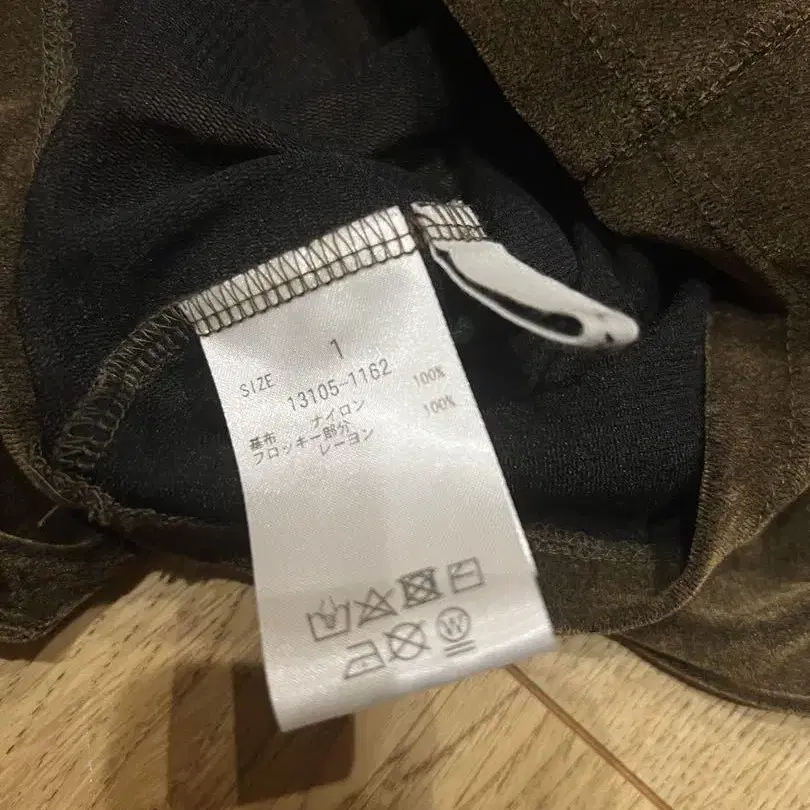 SIZE 1
13105-1162
基布 ナイロン 100%
フロッキー部分 レーヨン 100%
W